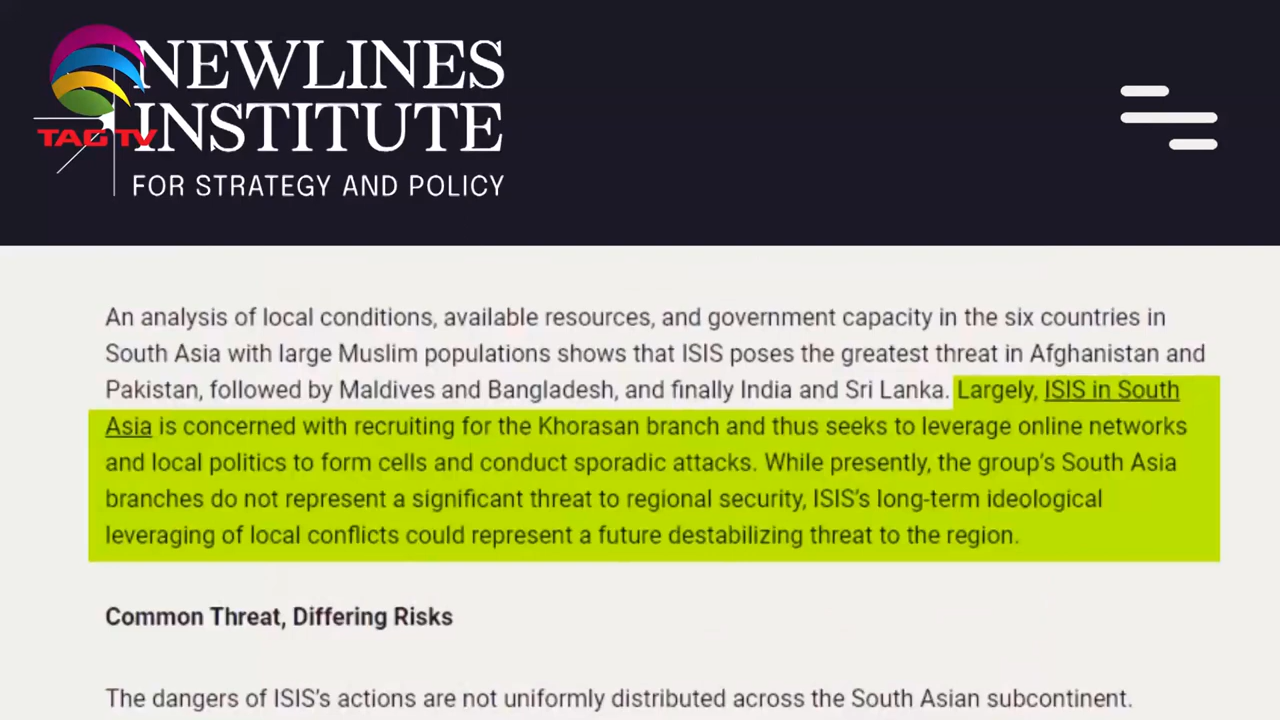 NEWLINES
INSTITUTE
TAG TV
FOR STRATEGY AND POLICY
An analysis of local conditions, available resources, and government capacity in the six countries in
South Asia with large Muslim populations shows that ISIS poses the greatest threat in Afghanistan and
Pakistan, followed by Maldives and Bangladesh, and finally India and Sri Lanka. Largely, ISIS in South
Asia is concerned with recruiting for the Khorasan branch and thus seeks to leverage online networks
and local politics to form cells and conduct sporadic attacks. While presently, the group's South Asia
branches do not represent a significant threat to regional security, ISIS's long-term ideological
leveraging of local conflicts could represent a future destabilizing threat to the region.
Common Threat, Differing Risks
The dangers of ISIS's actions are not uniformly distributed across the South Asian subcontinent.